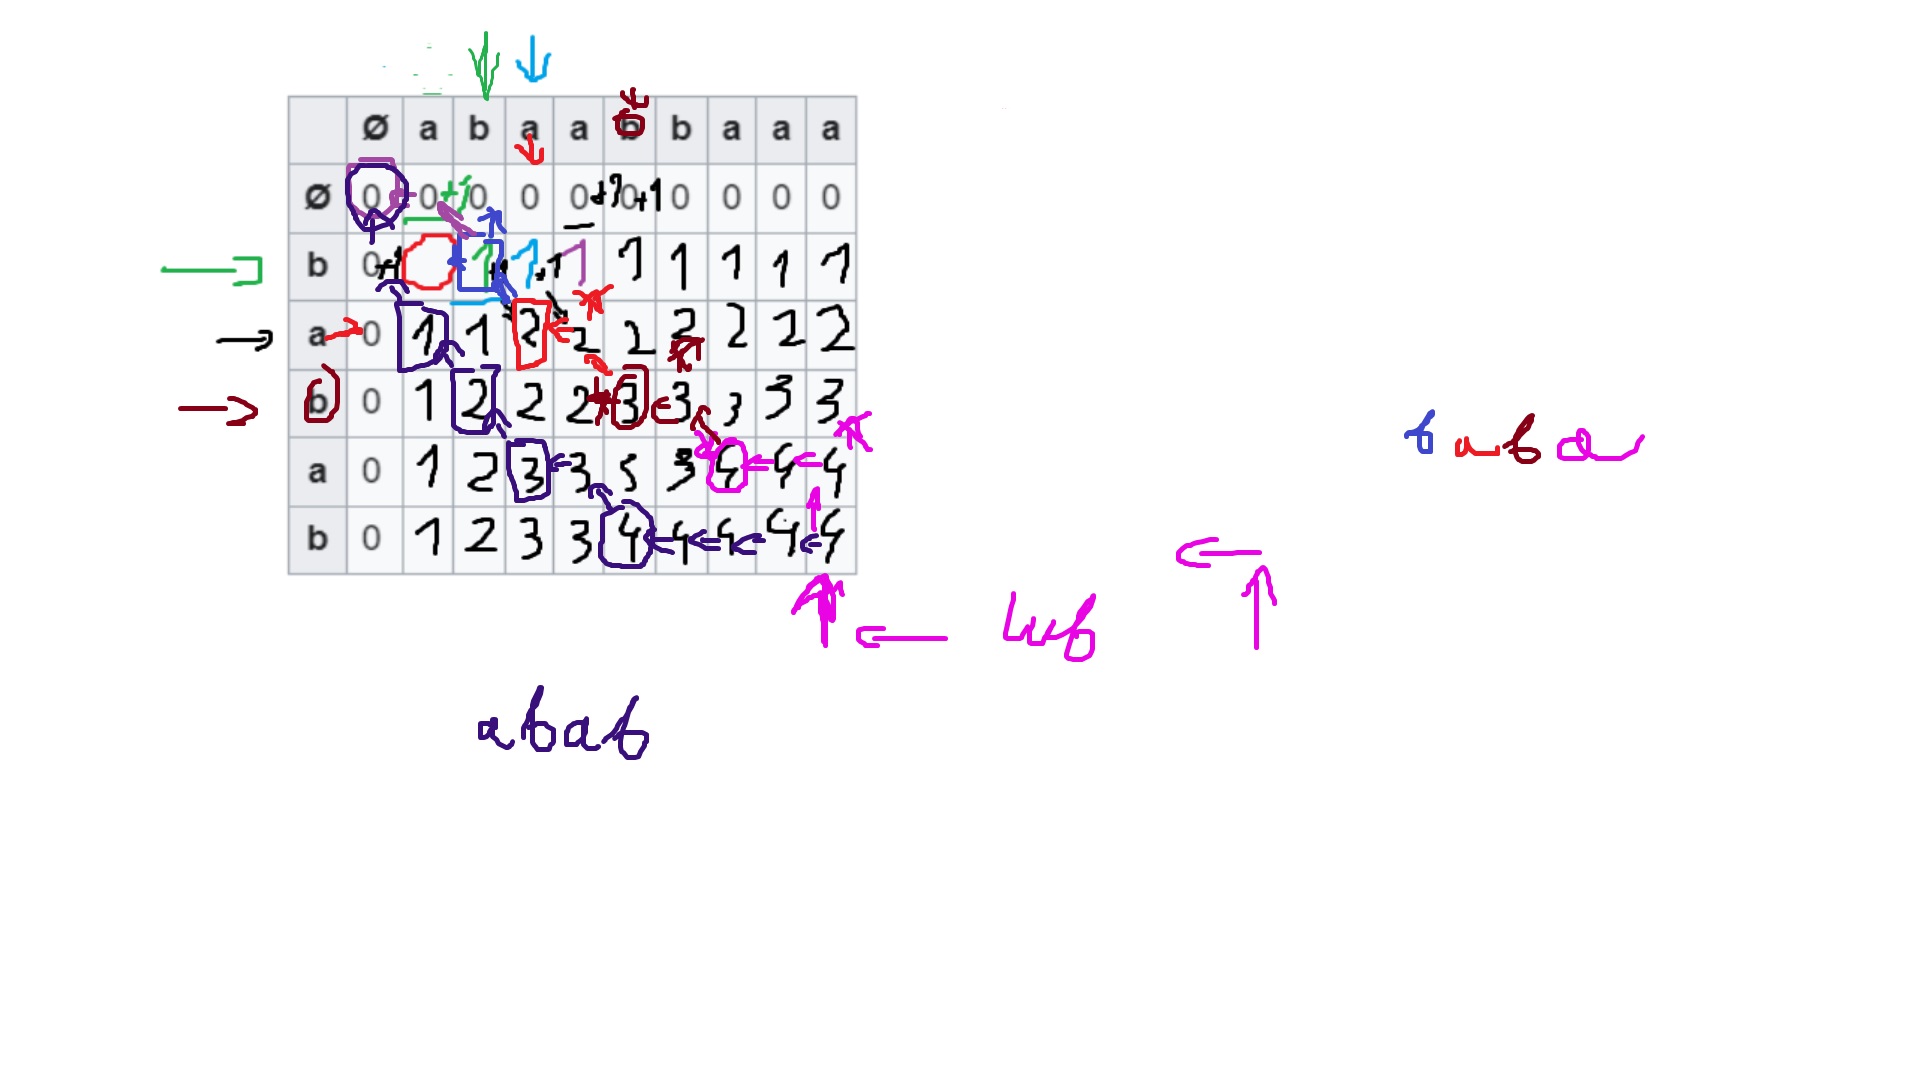 Ø a b a a b b a a a
Ø 0 0 +1 0 0 0 +1 0 +1 0 0 0 0
b 0 +1 1 +1 1 +1 1 1 1 1 1 1
a 0 1 1 2 2 2 2 2 2 2
b 0 1 2 2 2 3 3 3 3 3
a 0 1 2 3 3 3 3 4 4 4
b 0 1 2 3 3 4 4 4 4 4
baba
lub
abab